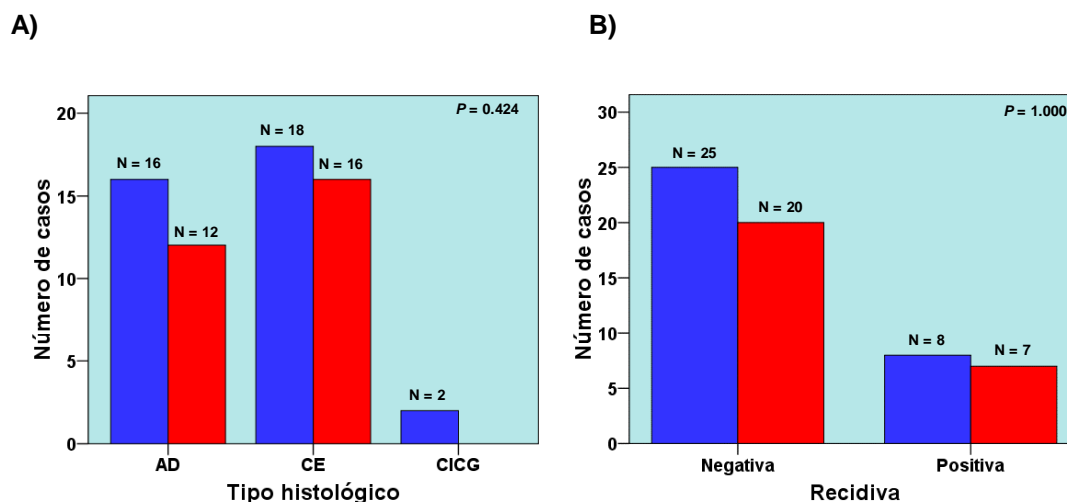 A)
P = 0.424
20
15
10
5
0
Número de casos
N = 16
N = 12
N = 18
N = 16
N = 2
AD
CE
CICG
Tipo histológico
B)
P = 1.000
30
25
20
15
10
5
0
Número de casos
N = 25
N = 20
N = 8
N = 7
Negativa
Positiva
Recidiva